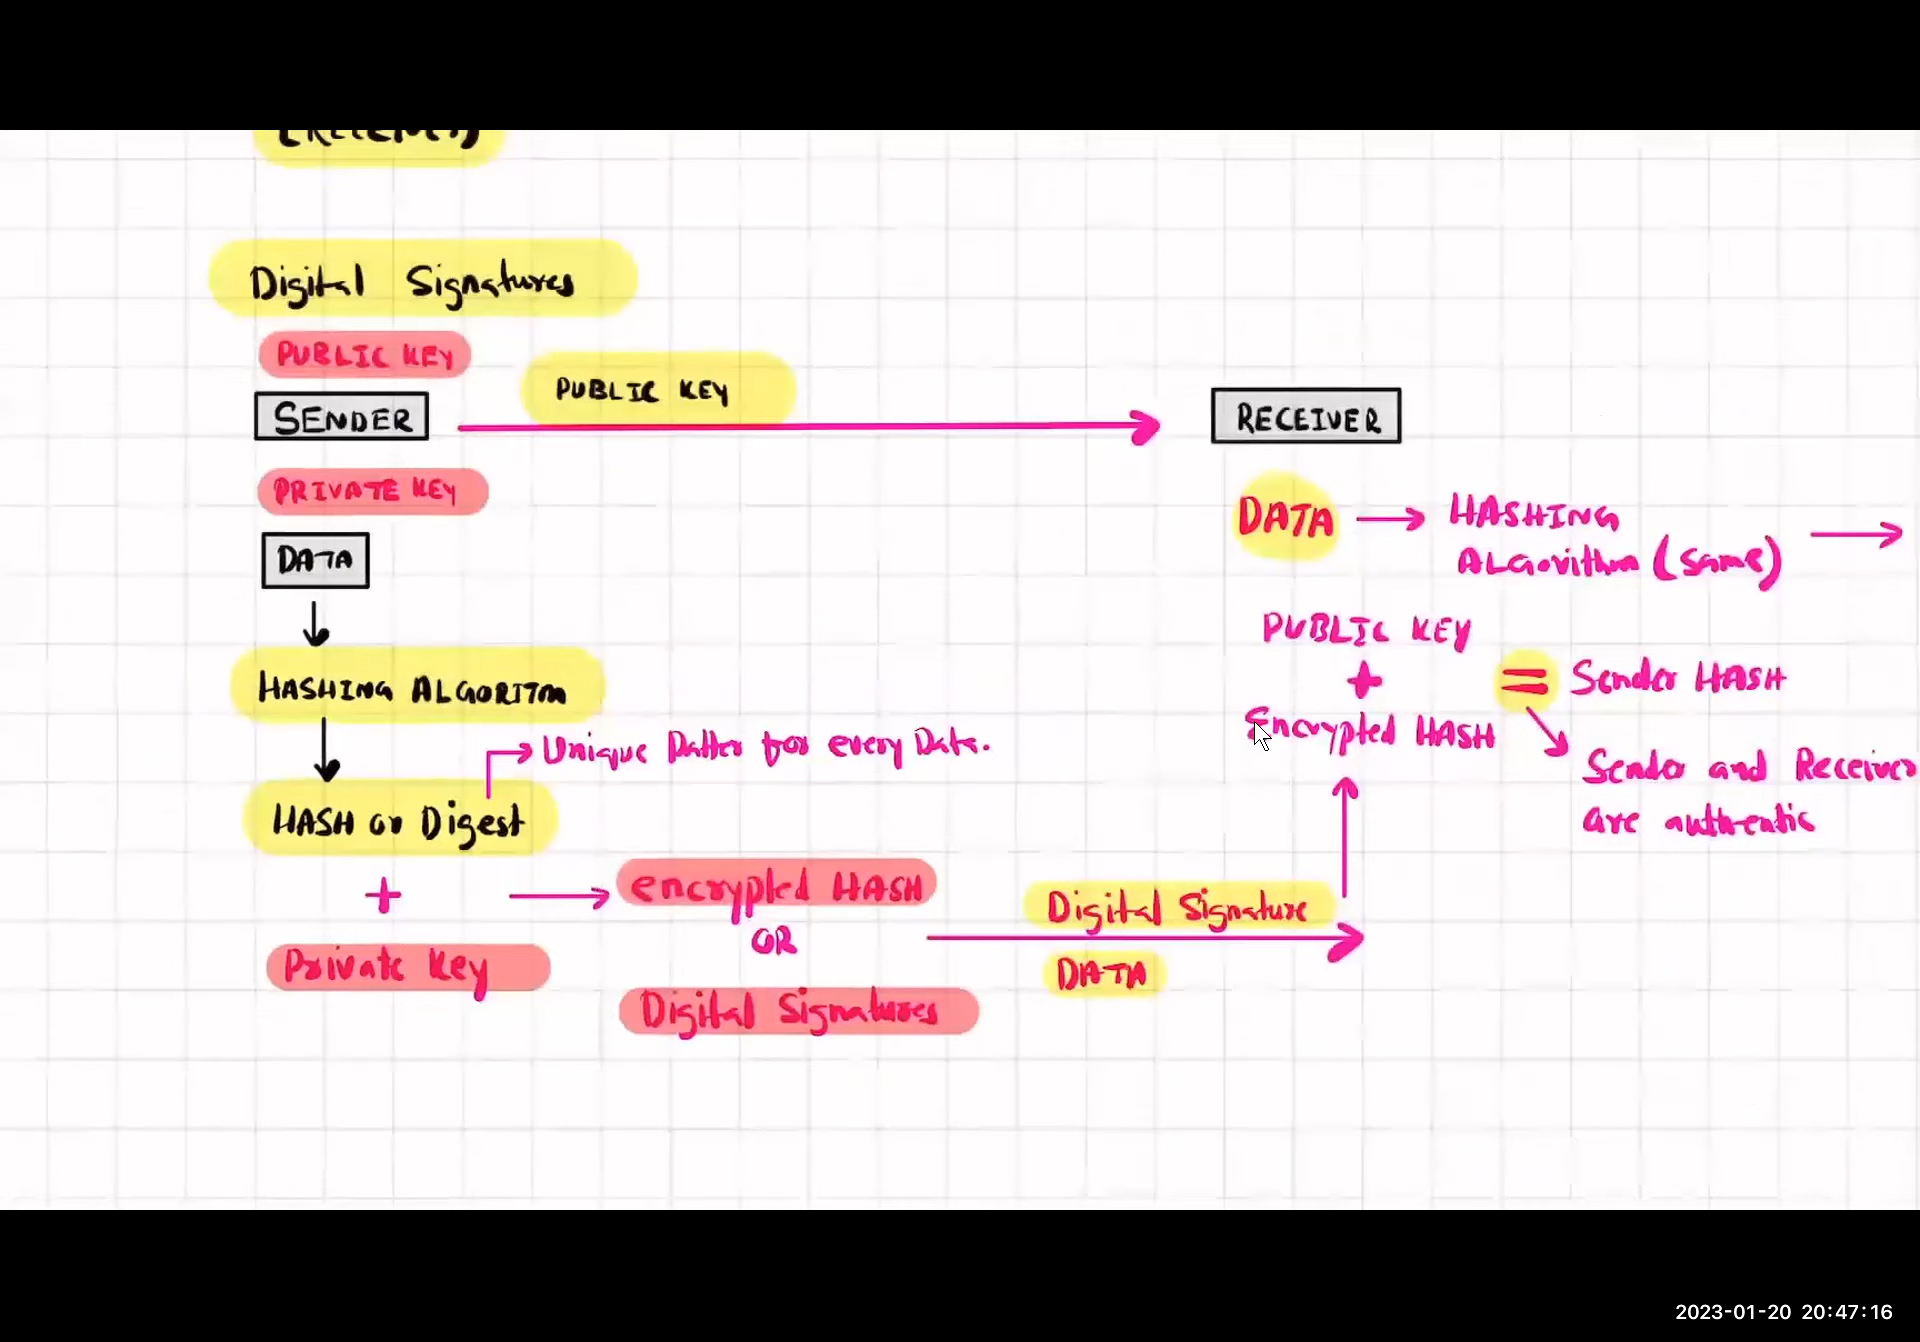 Digital Signatures
PUBLIC KEY
SENDER
PUBLIC KEY
PRIVATE KEY
DATA
HASHING ALGORITM
HASH or Digest
Unique Patter for every Data.
+
Private Key
encrypted HASH
OR
Digital Signatures
Digital Signature
DATA
RECEIVER
DATA
HASHING
ALGorithm (same)
PUBLIC KEY
+
Encrypted HASH
= Sender HASH
Sender and Receiver
are authentic
2023-01-20 20:47:16